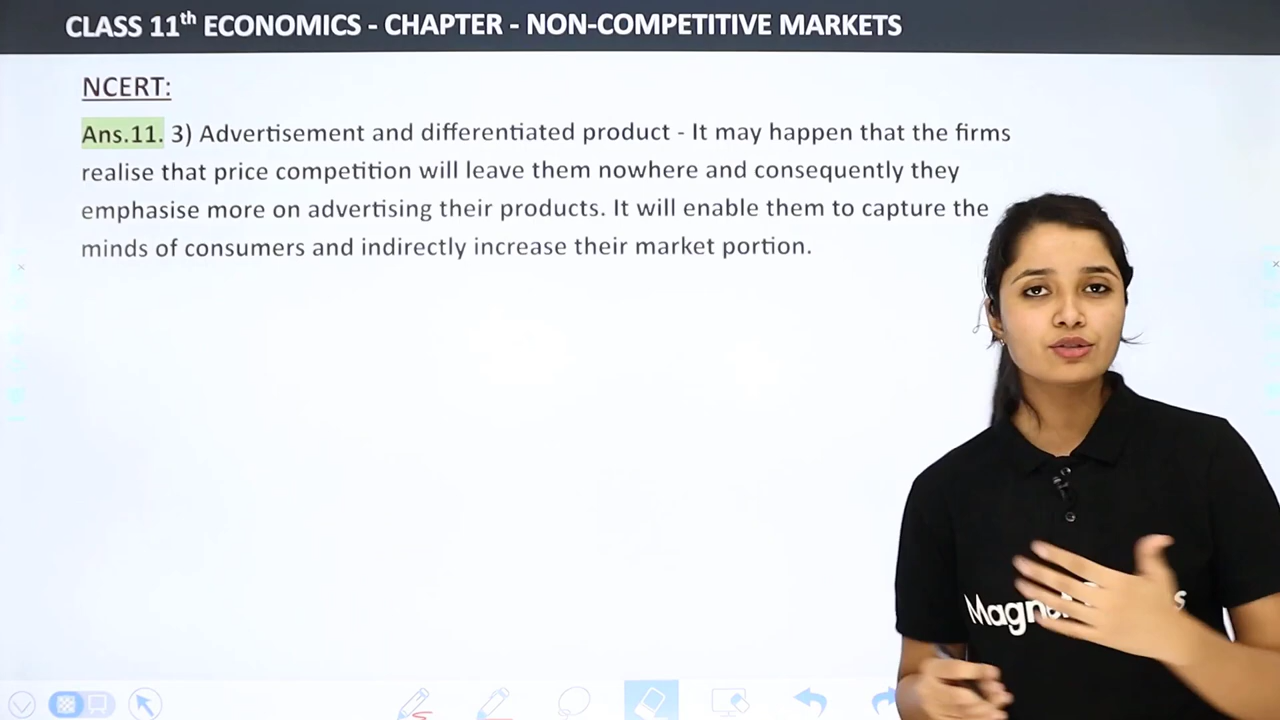 CLASS 11th ECONOMICS - CHAPTER - NON-COMPETITIVE MARKETS
NCERT:
Ans.11. 3) Advertisement and differentiated product - It may happen that the firms
realise that price competition will leave them nowhere and consequently they
emphasise more on advertising their products. It will enable them to capture the
minds of consumers and indirectly increase their market portion.